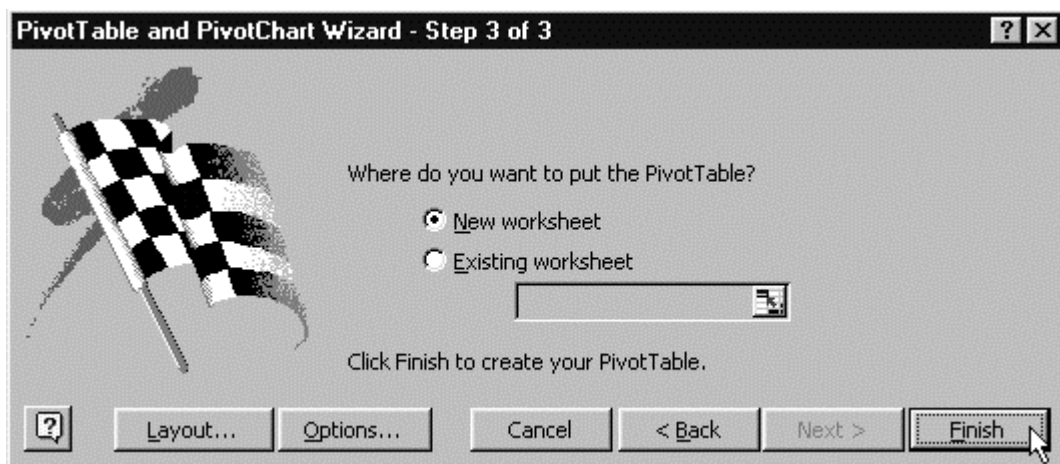 PivotTable and PivotChart Wizard - Step 3 of 3
Where do you want to put the PivotTable?
New worksheet
Existing worksheet
Click Finish to create your PivotTable.
Layout... Options... Cancel < Back Next > Finish